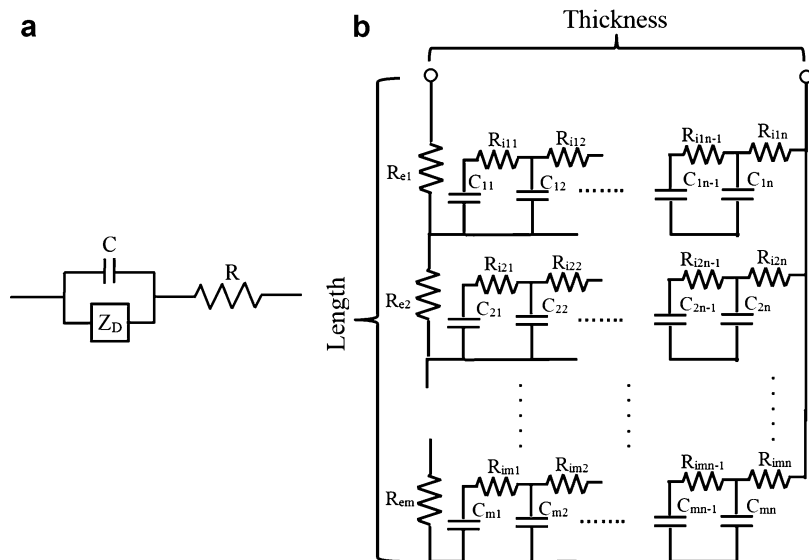 a
b
Thickness
Length
C
Z_D
R
R_e1
R_i11 R_i12 R_i1n-1 R_i1n
C_11 C_12 C_1n-1 C_1n
R_e2
R_i21 R_i22 R_i2n-1 R_i2n
C_21 C_22 C_2n-1 C_2n
R_em
R_im1 R_im2 R_imn-1 R_imn
C_m1 C_m2 C_mn-1 C_mn